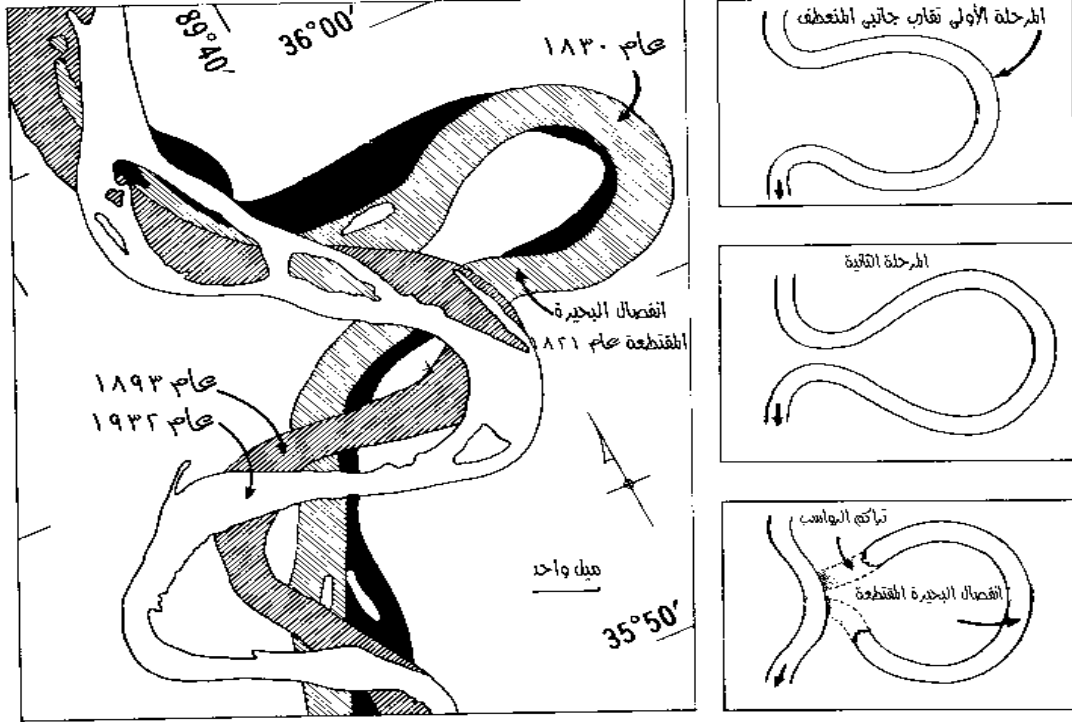 89°40′
36°00′
عام ١٨٣٠
انفصال البحيرة
المقتطعة عام ١٨٢١
عام ١٨٩٣
عام ١٩٣٢
ميل واحد
35°50′
المرحلة الأولى تقارب جانبي المنعطف
المرحلة الثانية
تراكم الرواسب
انفصال البحيرة المقتطعة